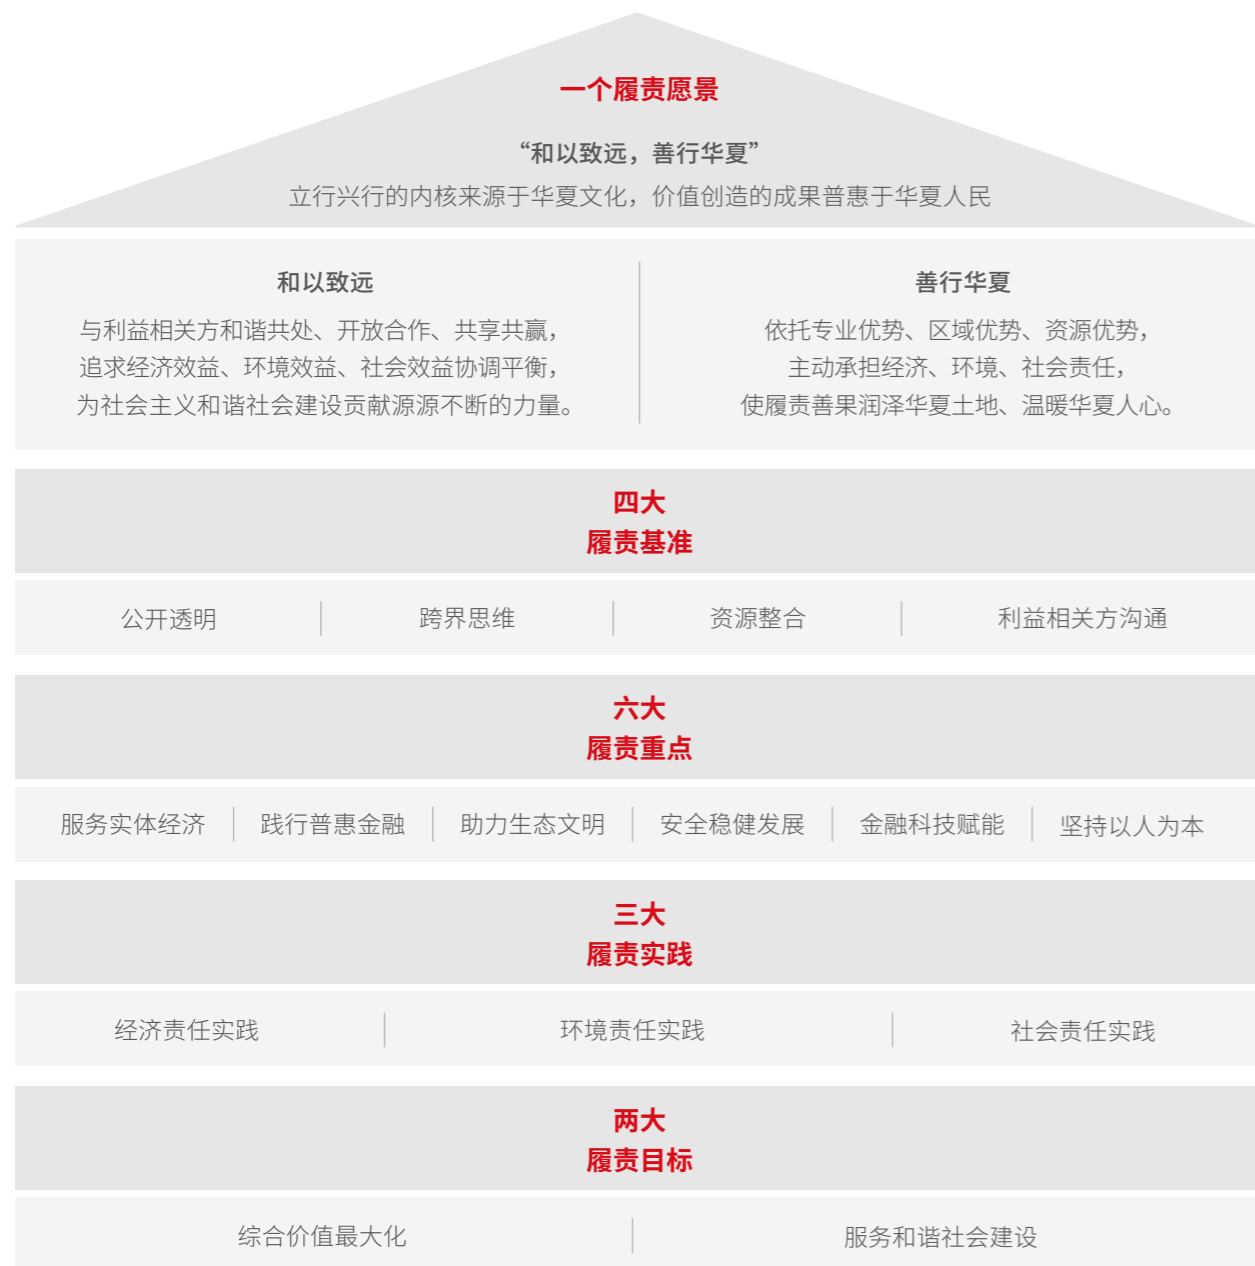 一个履责愿景
“和以致远，善行华夏”
立行兴行的内核来源于华夏文化，价值创造的成果普惠于华夏人民
和以致远
与利益相关方和谐共处、开放合作、共享共赢，
追求经济效益、环境效益、社会效益协调平衡，
为社会主义和谐社会建设贡献源源不断的力量。
善行华夏
依托专业优势、区域优势、资源优势，
主动承担经济、环境、社会责任，
使履责善果润泽华夏土地、温暖华夏人心。
四大
履责基准
公开透明
跨界思维
资源整合
利益相关方沟通
六大
履责重点
服务实体经济
践行普惠金融
助力生态文明
安全稳健发展
金融科技赋能
坚持以人为本
三大
履责实践
经济责任实践
环境责任实践
社会责任实践
两大
履责目标
综合价值最大化
服务和谐社会建设